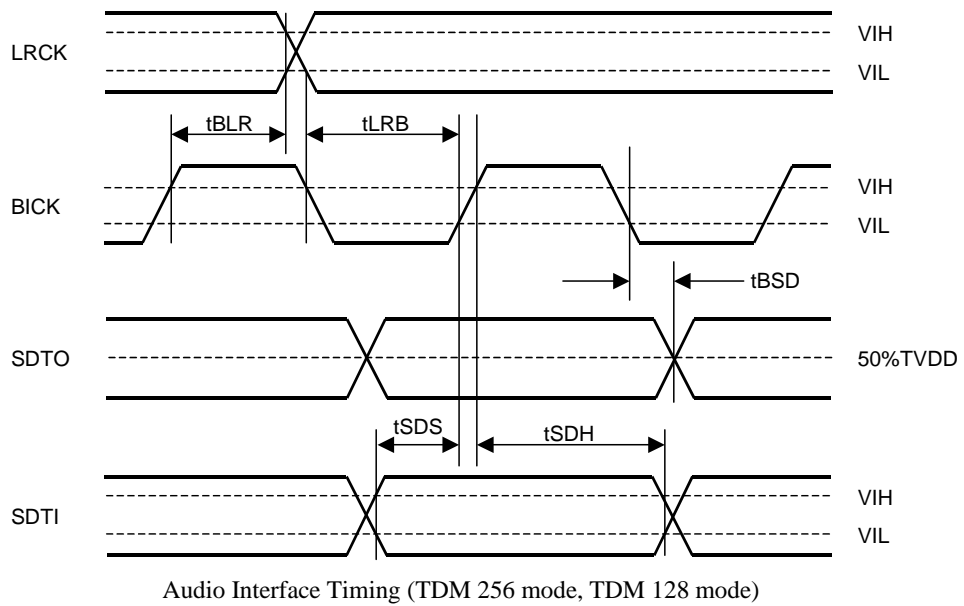 LRCK
VIH
VIL
tBLR
tLRB
BICK
VIH
VIL
tBSD
SDTO
50%TVDD
tSDS
tSDH
SDTI
VIH
VIL
Audio Interface Timing (TDM 256 mode, TDM 128 mode)